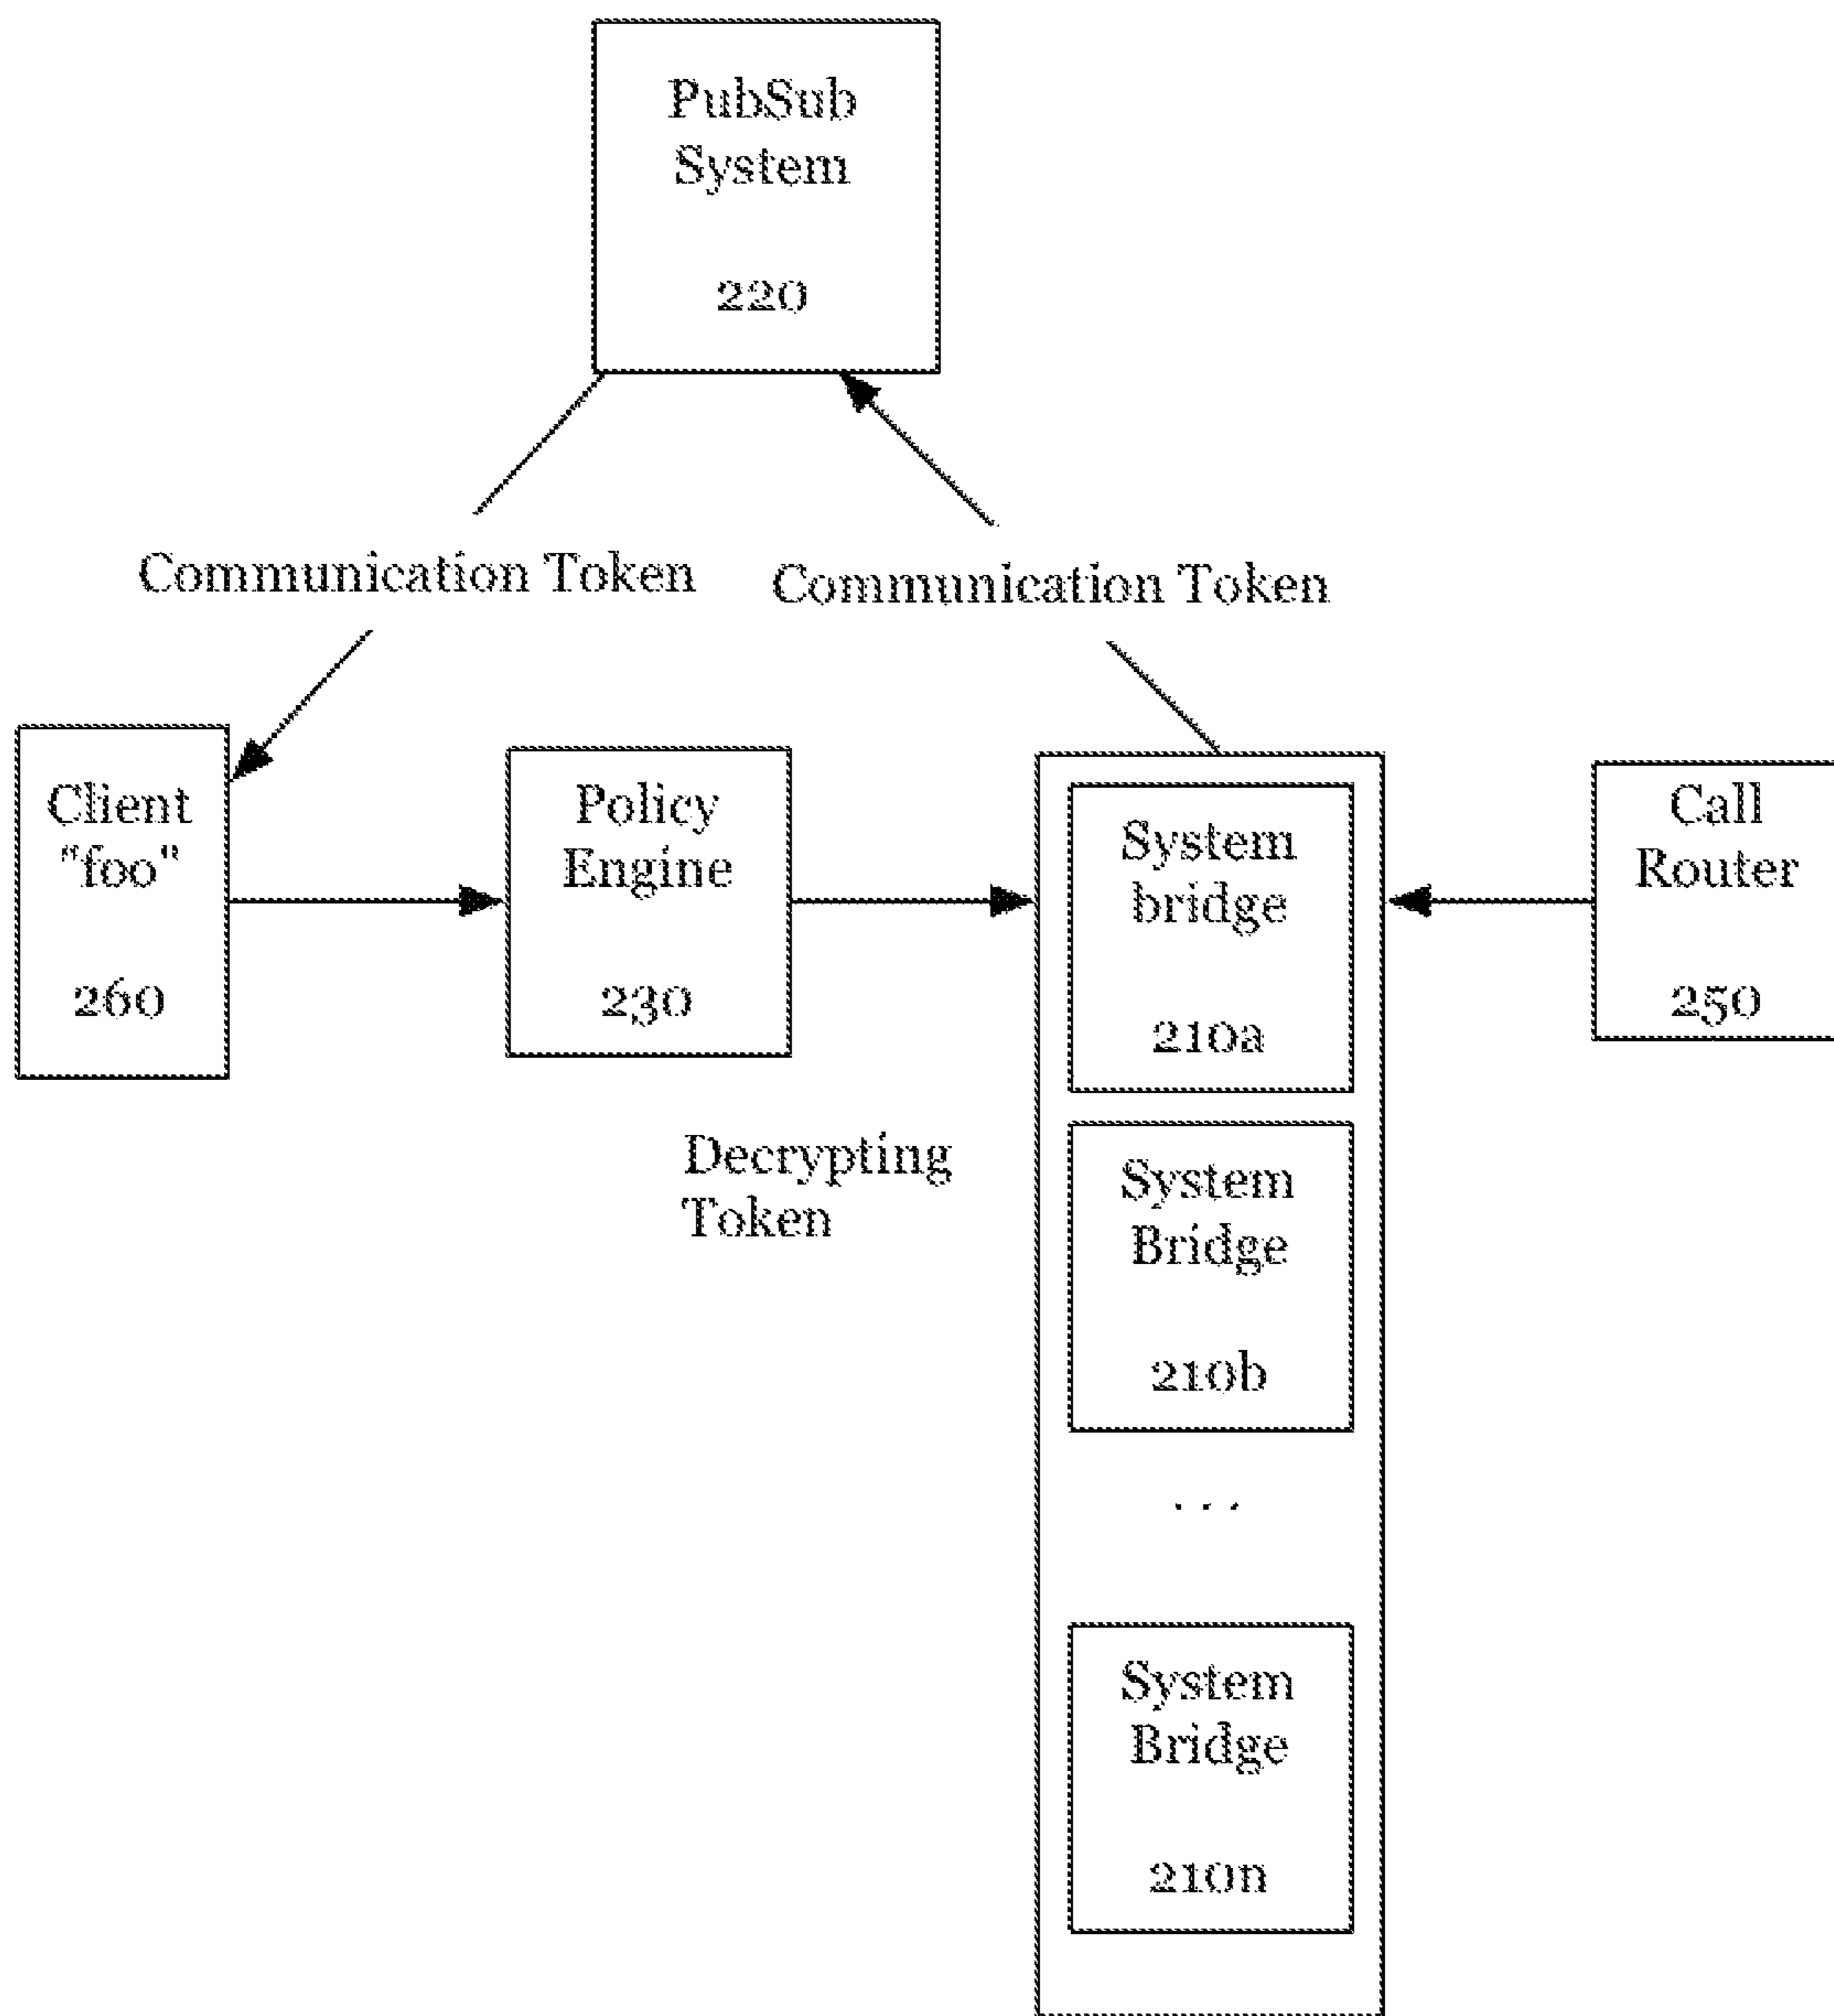 PubSub
System
220
Communication Token
Communication Token
Client
"foo"
260
Policy
Engine
230
System
bridge
210a
Call
Router
250
Decrypting
Token
System
Bridge
210b
...
System
Bridge
210n